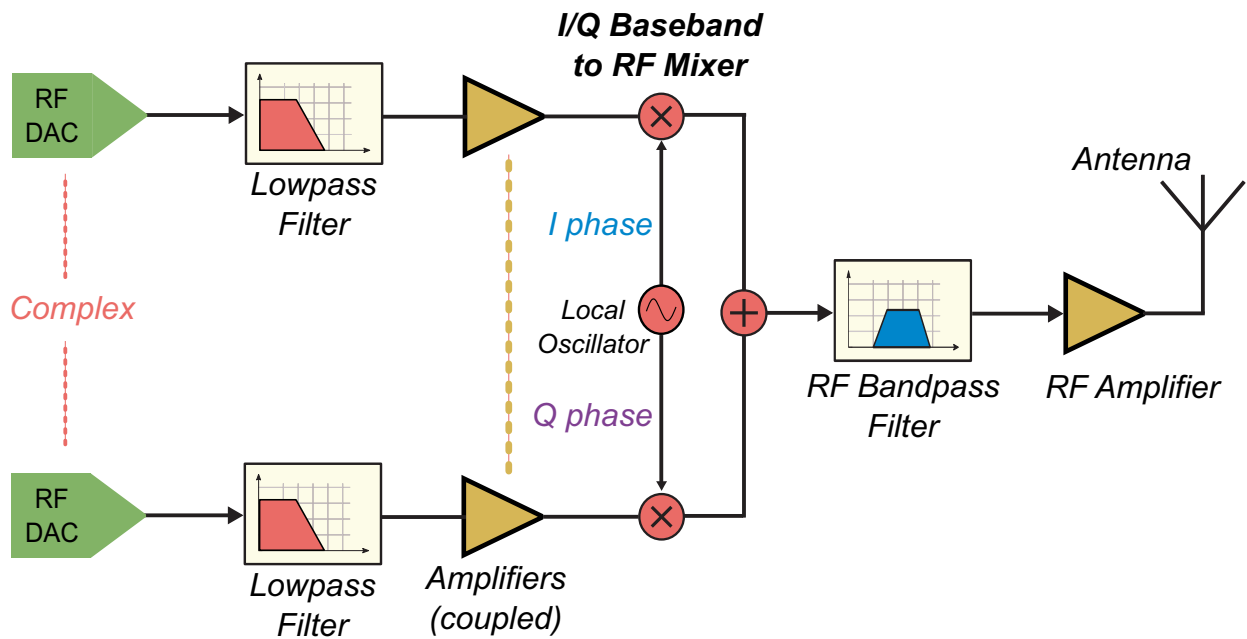 I/Q Baseband
to RF Mixer
RF
DAC
Lowpass
Filter
Antenna
I phase
Complex
Local
Oscillator
RF Bandpass
Filter
RF Amplifier
Q phase
RF
DAC
Lowpass
Filter
Amplifiers
(coupled)